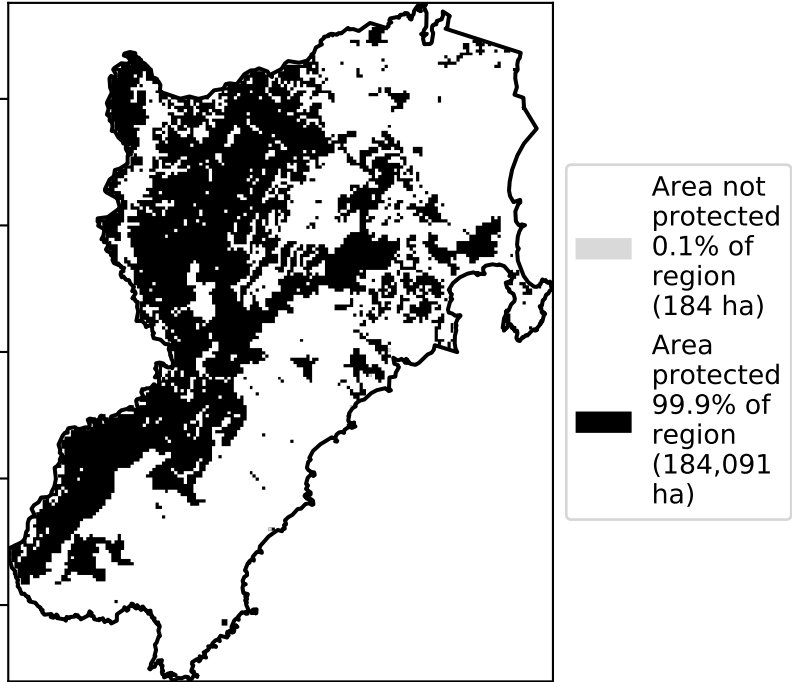 Area not
protected
0.1% of
region
(184 ha)
Area
protected
99.9% of
region
(184,091
ha)